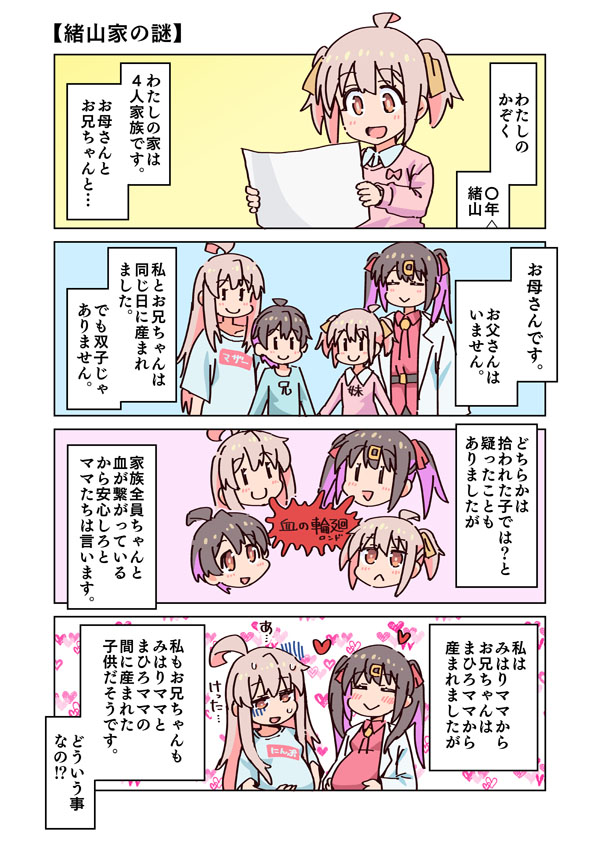 【緒山家の謎】
わたしの
かぞく
〇年
緒山
わたしの家は
４人家族です。
お母さんと
お兄ちゃんと…
お母さんです。
お父さんは
いません。
マザー
兄
妹
私とお兄ちゃんは
同じ日に産まれ
ました。
でも双子じゃ
ありません。
どちらかは
拾われた子では？と
疑ったことも
ありましたが
血の輪廻
ロンド
家族全員ちゃんと
血が繋がっている
から安心しろと
ママたちは言います。
私は
みはりママから
お兄ちゃんは
まひろママから
産まれましたが
あ…
けった…
にんぷ
私もお兄ちゃんも
みはりママと
まひろママの
間に産まれた
子供だそうです。
どういう事
なの!?